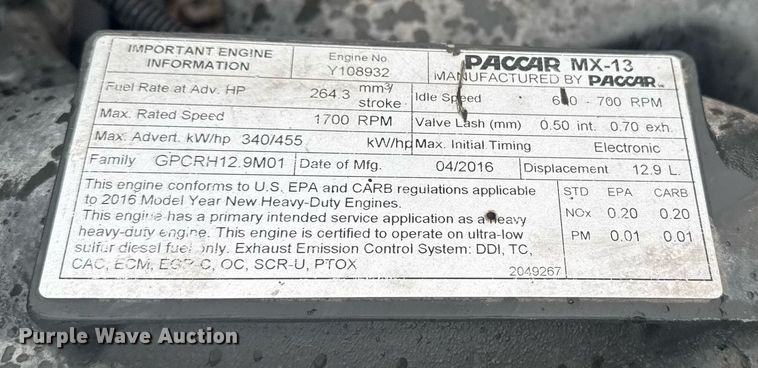 IMPORTANT ENGINE
INFORMATION
Engine No.
Y108932
PACCAR MX-13
MANUFACTURED BY PACCAR
Fuel Rate at Adv. HP 264.3 mm³/
stroke
Idle Speed 600 - 700 RPM
Max. Rated Speed 1700 RPM
Valve Lash (mm) 0.50 int. 0.70 exh.
Max. Advert. kW/hp 340/455 kW/hp
Max. Initial Timing Electronic
Family GPCRH12.9M01
Date of Mfg. 04/2016
Displacement 12.9 L.
This engine conforms to U.S. EPA and CARB regulations applicable
to 2016 Model Year New Heavy-Duty Engines.
This engine has a primary intended service application as a heavy
heavy-duty engine. This engine is certified to operate on ultra-low
sulfur diesel fuel only. Exhaust Emission Control System: DDI, TC,
CAC, ECM, EGR-C, OC, SCR-U, PTOX
2049267
STD EPA CARB
NOx 0.20 0.20
PM 0.01 0.01
Purple Wave Auction